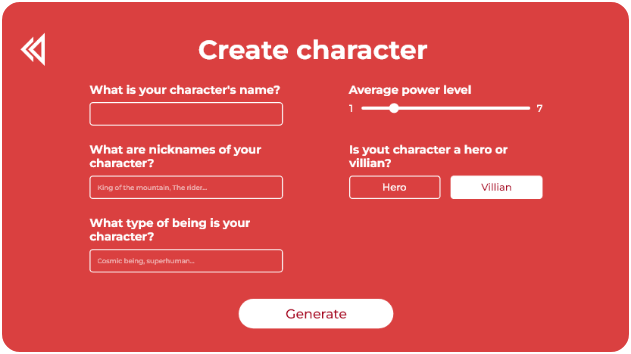 Create character
What is your character's name?
What are nicknames of your
character?
King of the mountain, The rider...
What type of being is your
character?
Cosmic being, superhuman...
Average power level
1
7
Is yout character a hero or
villian?
Hero
Villian
Generate